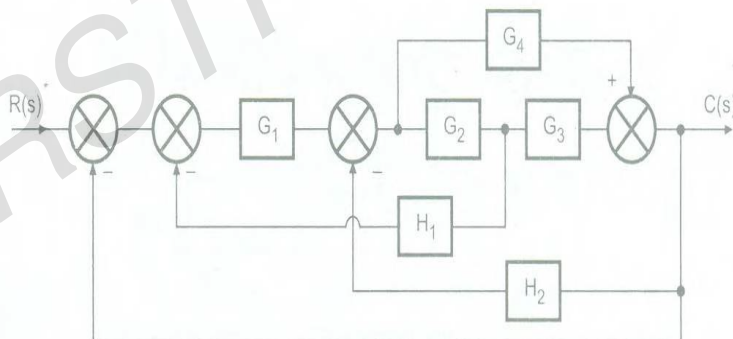 G₄
R(s)
+
C(s)
G₁
G₂
G₃
−
−
−
H₁
H₂